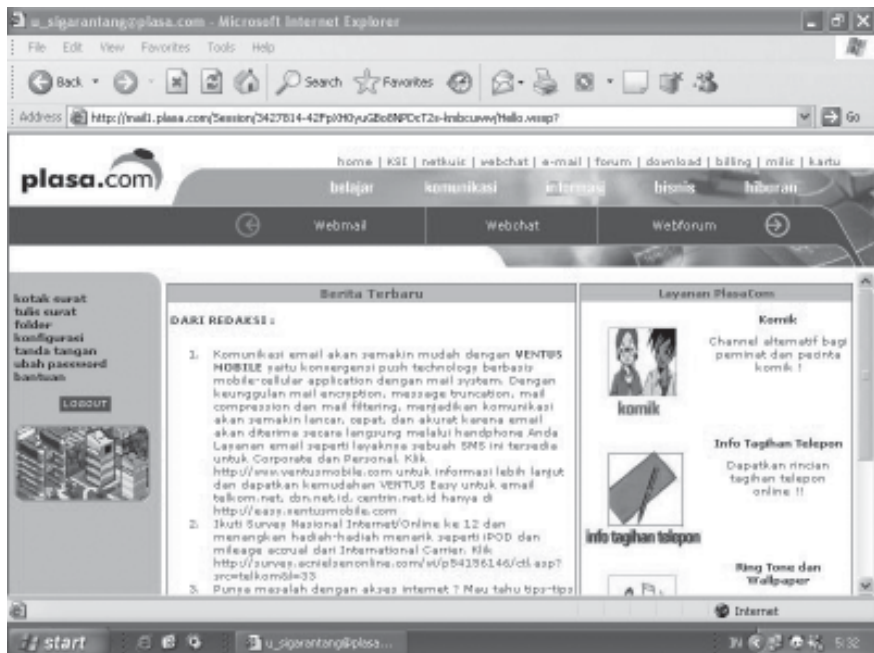 u_sigarantang@plasa.com - Microsoft Internet Explorer
File Edit View Favorites Tools Help
Back Search Favorites
Address Go
plasa.com
home | KSI | netkuis | webchat | e-mail | forum | download | billing | milis | kartu
belajar komunikasi informasi bisnis hiburan
Webmail Webchat Webforum
kotak surat
tulis surat
folder
konfigurasi
tanda tangan
ubah password
bantuan
LOGOUT
Berita Terbaru
DARI REDAKSI :
1. Komunikasi email akan semakin mudah dengan VENTUS
MOBILE yaitu konvergensi push technology berbasis
mobile-cellular application dengan mail system. Dengan
keunggulan mail encryption, message truncation, mail
compression dan mail filtering, menjadikan komunikasi
akan semakin lancar, cepat, dan akurat karena email
akan diterima secara langsung melalui handphone Anda
Layanan email seperti layaknya sebuah SMS ini tersedia
untuk Corporate dan Personal. Klik
http://www.ventusmobile.com untuk informasi lebih lanjut
dan dapatkan kemudahan VENTUS Easy untuk email
telkom.net, cbn.net.id, centrin.net.id hanya di
http://easy.ventusmobile.com
2. Ikuti Survey Nasional Internet/Online ke 12 dan
menangkan hadiah-hadiah menarik seperti iPOD dan
mileage accrual dari International Carrier. Klik
3. Punya masalah dengan akses internet ? Mau tahu tips-tips
Layanan PlasaCom
Komik
Channel alternatif bagi
peminat dan pecinta
komik !
komik
Info Tagihan Telepon
Dapatkan rincian
tagihan telepon
online !!
info tagihan telepon
Ring Tone dan
Wallpaper
Internet
start
u_sigarantang@plasa...
IN
5:32